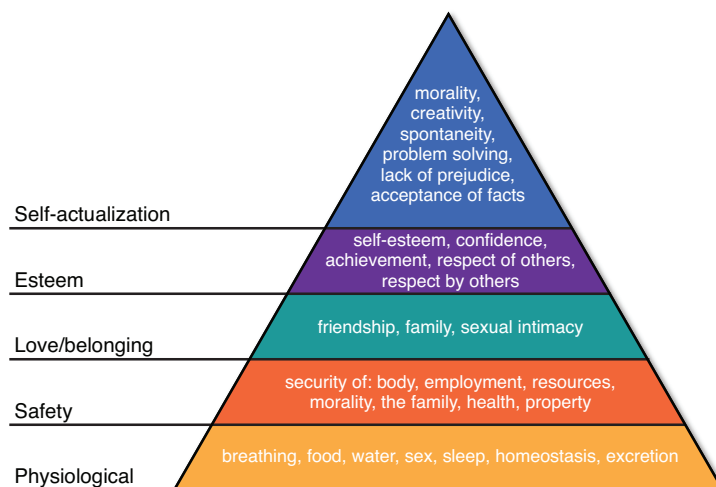 morality,
creativity,
spontaneity,
problem solving,
lack of prejudice,
acceptance of facts
Self-actualization
self-esteem, confidence,
achievement, respect of others,
respect by others
Esteem
friendship, family, sexual intimacy
Love/belonging
security of: body, employment, resources,
morality, the family, health, property
Safety
breathing, food, water, sex, sleep, homeostasis, excretion
Physiological